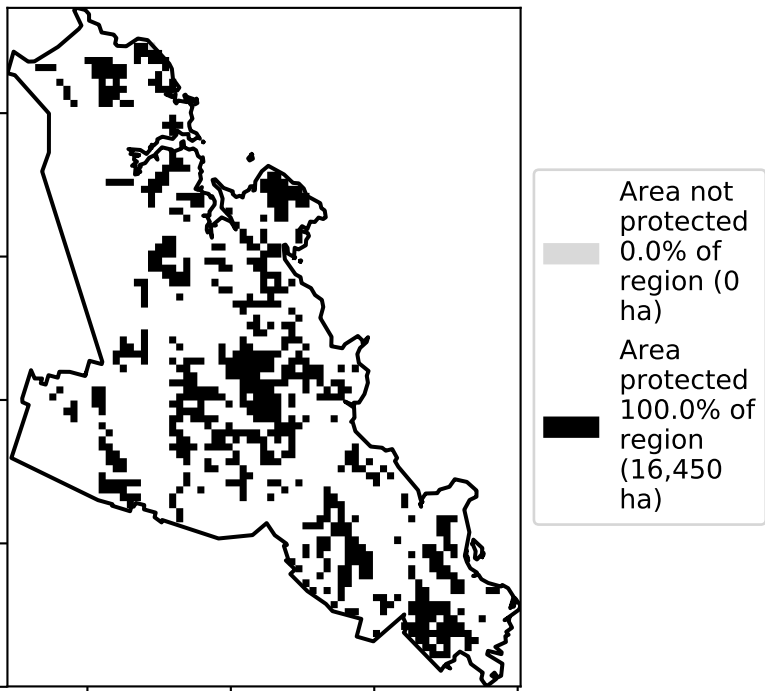 Area not
protected
0.0% of
region (0
ha)
Area
protected
100.0% of
region
(16,450
ha)